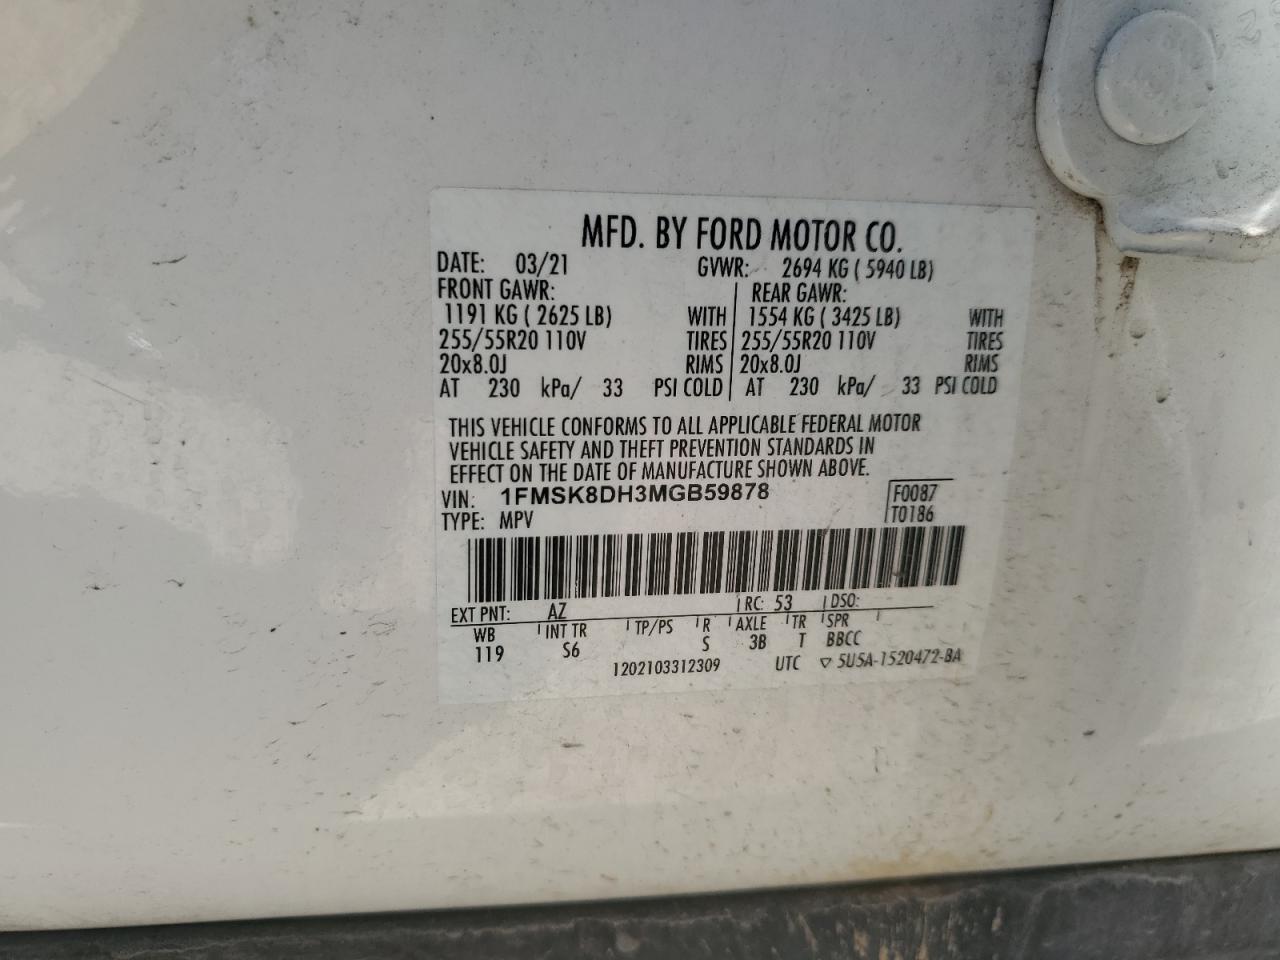 MFD. BY FORD MOTOR CO.
DATE: 03/21 GVWR: 2694 KG ( 5940 LB)
FRONT GAWR: REAR GAWR:
1191 KG ( 2625 LB) WITH 1554 KG ( 3425 LB) WITH
255/55R20 110V TIRES 255/55R20 110V TIRES
20x8.0J RIMS 20x8.0J RIMS
AT 230 kPa/ 33 PSI COLD AT 230 kPa/ 33 PSI COLD
THIS VEHICLE CONFORMS TO ALL APPLICABLE FEDERAL MOTOR
VEHICLE SAFETY AND THEFT PREVENTION STANDARDS IN
EFFECT ON THE DATE OF MANUFACTURE SHOWN ABOVE.
VIN: 1FMSK8DH3MGB59878 F0087
TYPE: MPV T0186
EXT PNT: AZ RC: 53 DSO:
WB INT TR TP/PS R AXLE TR SPR
119 S6 S 3B T BBCC
1202103312309 UTC ▽ 5U5A-1520472-BA